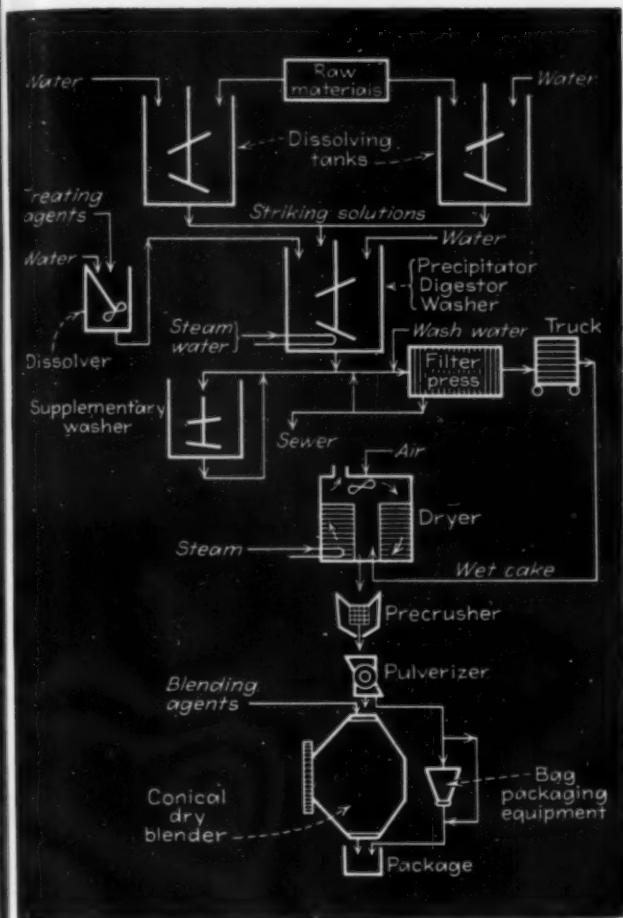 Water
Raw
materials
Water
Dissolving
tanks
Treating
agents
Striking solutions
Water
Water
Precipitator
Digestor
Washer
Steam
water
Wash water
Truck
Dissolver
Filter
press
Supplementary
washer
Sewer
Air
Dryer
Steam
Wet cake
Precrusher
Pulverizer
Blending
agents
Conical
dry
blender
Bag
packaging
equipment
Package